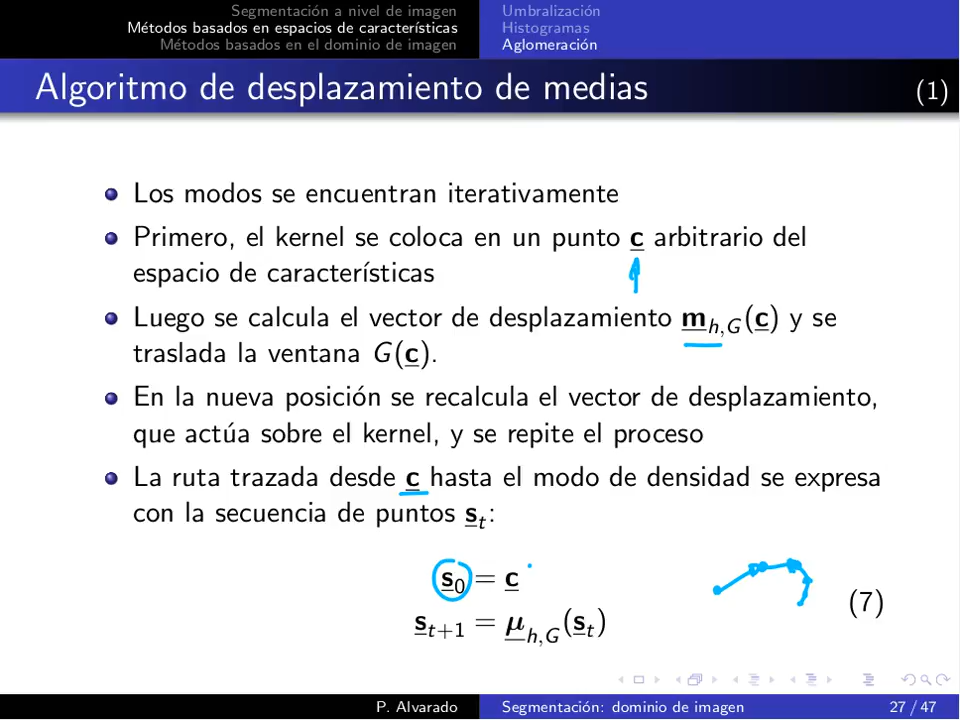 Segmentación a nivel de imagen
Métodos basados en espacios de características
Métodos basados en el dominio de imagen
Umbralización
Histogramas
Aglomeración
Algoritmo de desplazamiento de medias (1)
Los modos se encuentran iterativamente
Primero, el kernel se coloca en un punto c arbitrario del
espacio de características
Luego se calcula el vector de desplazamiento m_{h,G}(c) y se
traslada la ventana G(c).
En la nueva posición se recalcula el vector de desplazamiento,
que actúa sobre el kernel, y se repite el proceso
La ruta trazada desde c hasta el modo de densidad se expresa
con la secuencia de puntos s_t:
s_0 = c
s_{t+1} = μ_{h,G}(s_t)
(7)
P. Alvarado Segmentación: dominio de imagen 27 / 47